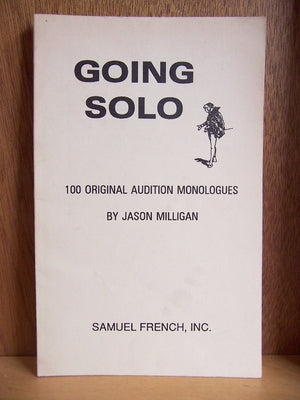 GOING
SOLO
100 ORIGINAL AUDITION MONOLOGUES
BY JASON MILLIGAN
SAMUEL FRENCH, INC.